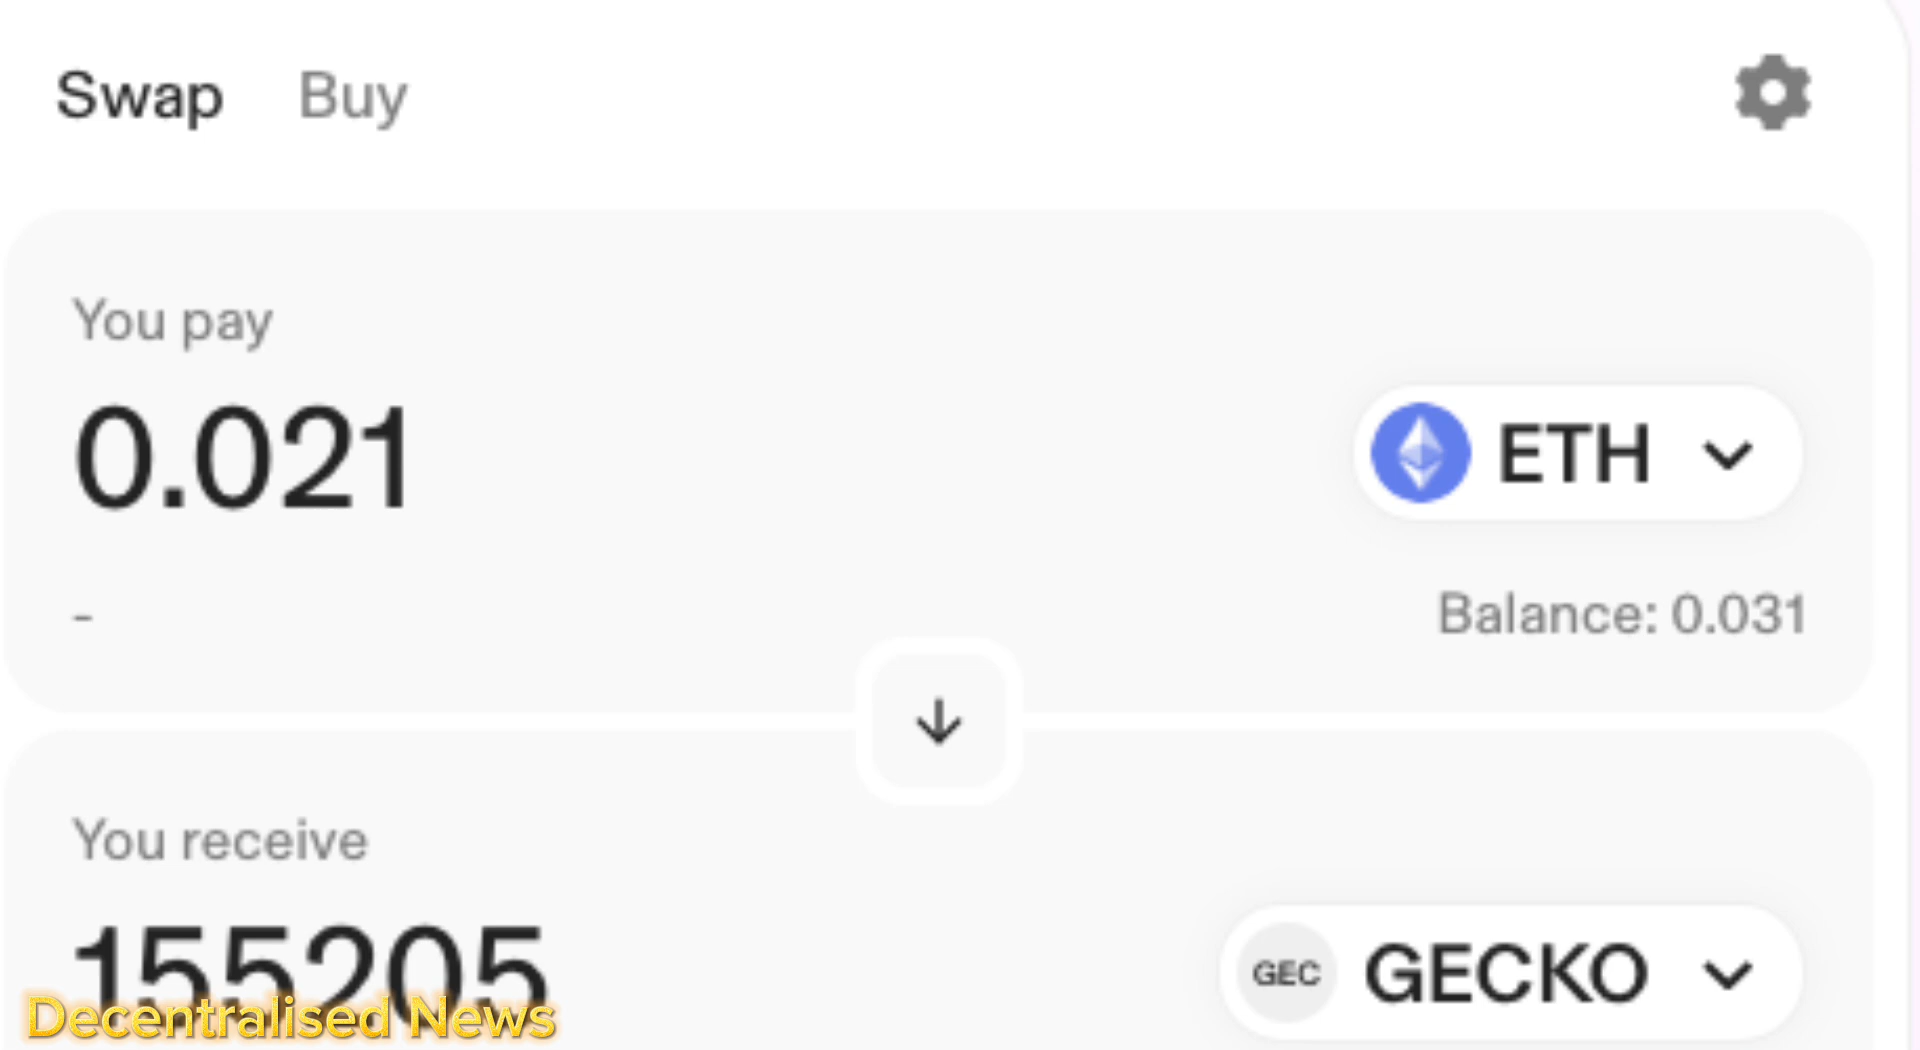 Swap Buy
You pay
0.021
ETH
-
Balance: 0.031
You receive
155205
GEC GECKO
Decentralised News